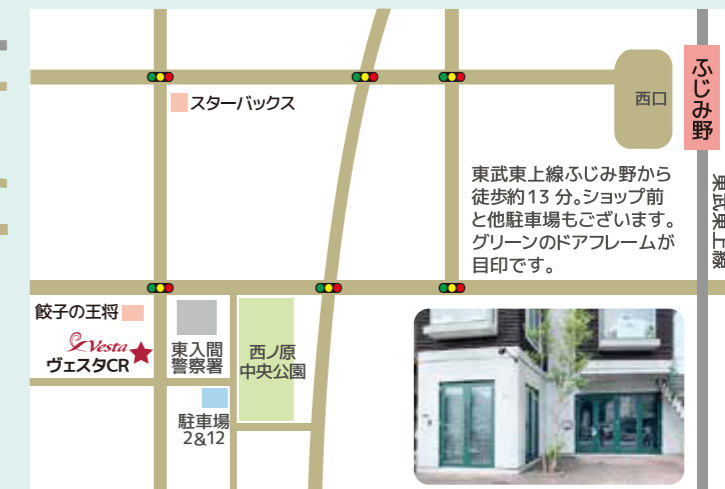 スターバックス
西口
ふじみ野
東武東上線
東武東上線ふじみ野から
徒歩約13 分。ショップ前
と他駐車場もございます。
グリーンのドアフレームが
目印です。
餃子の王将
Vesta
ヴェスタCR
東入間
警察署
西ノ原
中央公園
駐車場
2&12